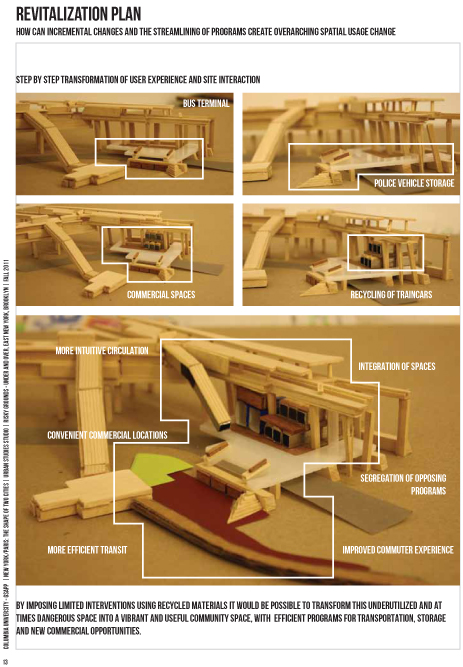 REVITALIZATION PLAN
HOW CAN INCREMENTAL CHANGES AND THE STREAMLINING OF PROGRAMS CREATE OVERARCHING SPATIAL USAGE CHANGE
STEP BY STEP TRANSFORMATION OF USER EXPERIENCE AND SITE INTERACTION
BUS TERMINAL
POLICE VEHICLE STORAGE
COMMERCIAL SPACES
RECYCLING OF TRAINCARS
MORE INTUITIVE CIRCULATION
INTEGRATION OF SPACES
CONVENIENT COMMERCIAL LOCATIONS
SEGREGATION OF OPPOSING
PROGRAMS
MORE EFFICIENT TRANSIT
IMPROVED COMMUTER EXPERIENCE
BY IMPOSING LIMITED INTERVENTIONS USING RECYCLED MATERIALS IT WOULD BE POSSIBLE TO TRANSFORM THIS UNDERUTILIZED AND AT
TIMES DANGEROUS SPACE INTO A VIBRANT AND USEFUL COMMUNITY SPACE, WITH EFFICIENT PROGRAMS FOR TRANSPORTATION, STORAGE
AND NEW COMMERCIAL OPPORTUNITIES.
COLUMBIA UNIVERSITY - GSAPP | NEW YORK/PARIS: THE SHAPE OF TWO CITIES | URBAN STUDIES STUDIO | RISKY GROUNDS - UNDER AND OVER, EAST NEW YORK, BROOKLYN | FALL 2011